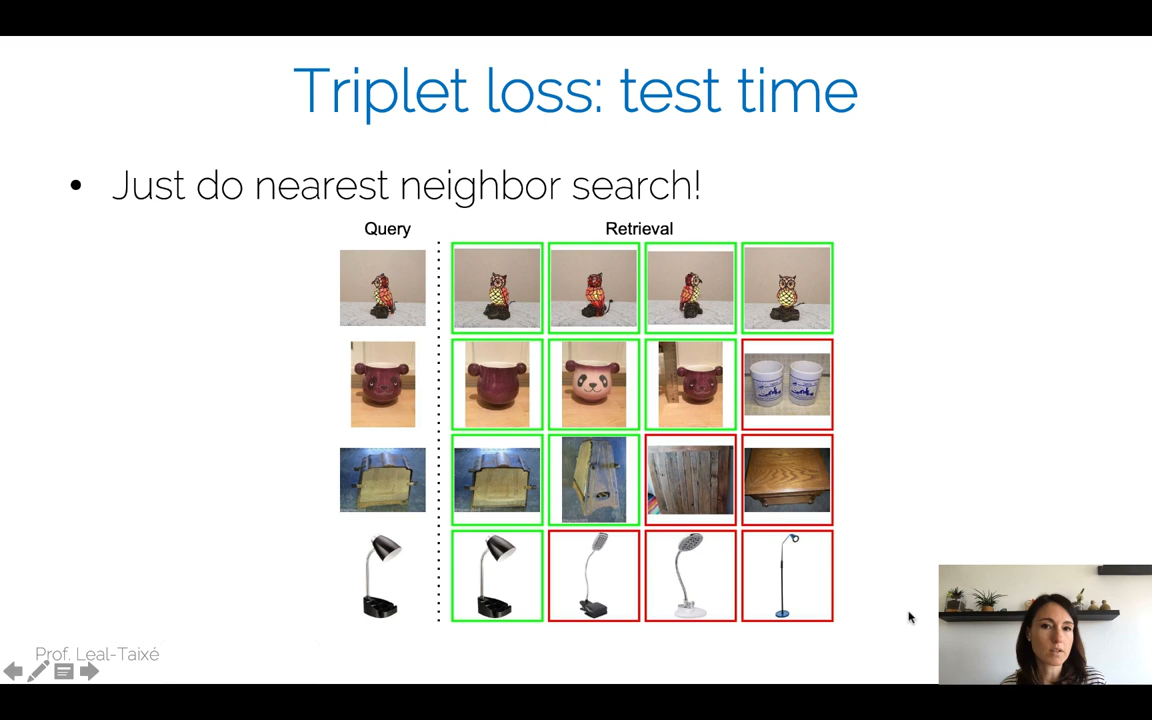 Triplet loss: test time
• Just do nearest neighbor search!
Query
Retrieval
Prof. Leal-Taixé